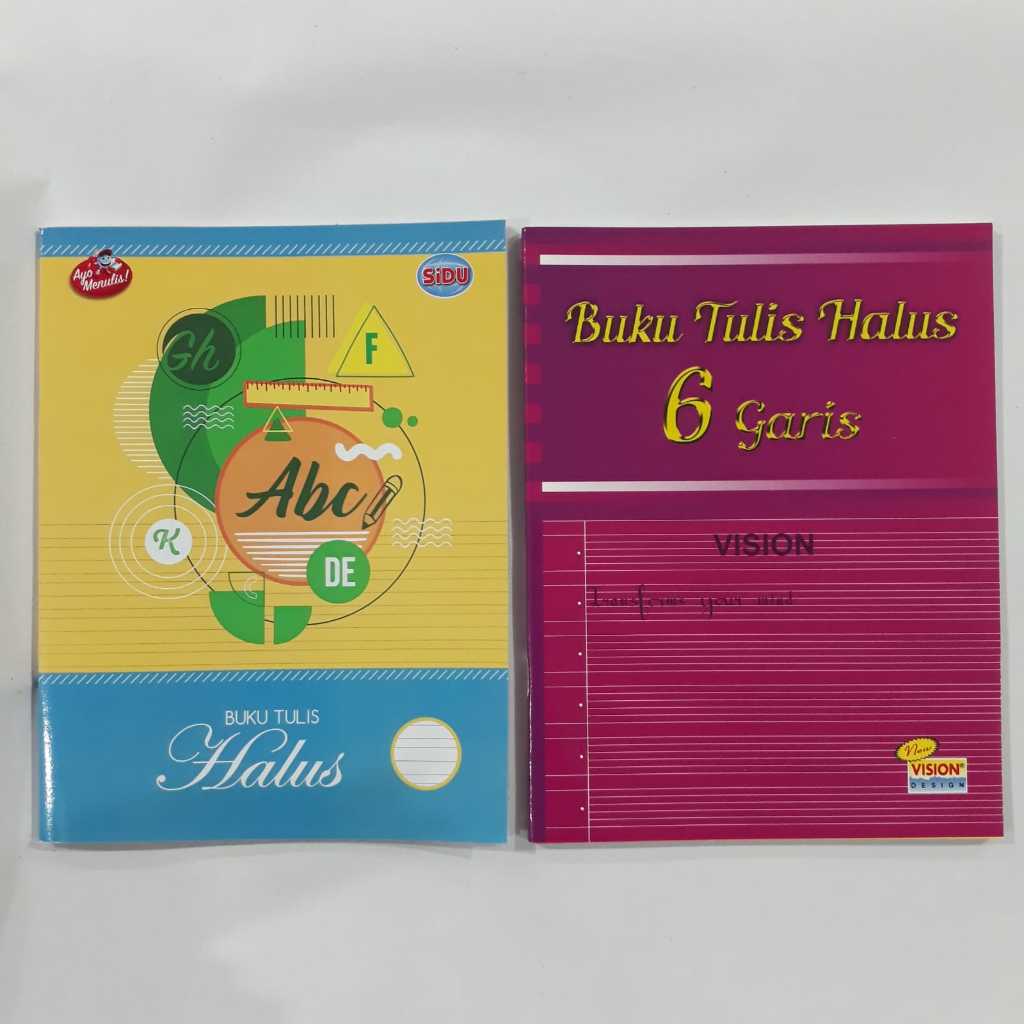 Ayo
Menulis!
SiDU
Gh
F
Abc
K
DE
C
BUKU TULIS
Halus
Buku Tulis Halus
6 Garis
VISION
Transforms your mind
New
VISION®
DESIGN